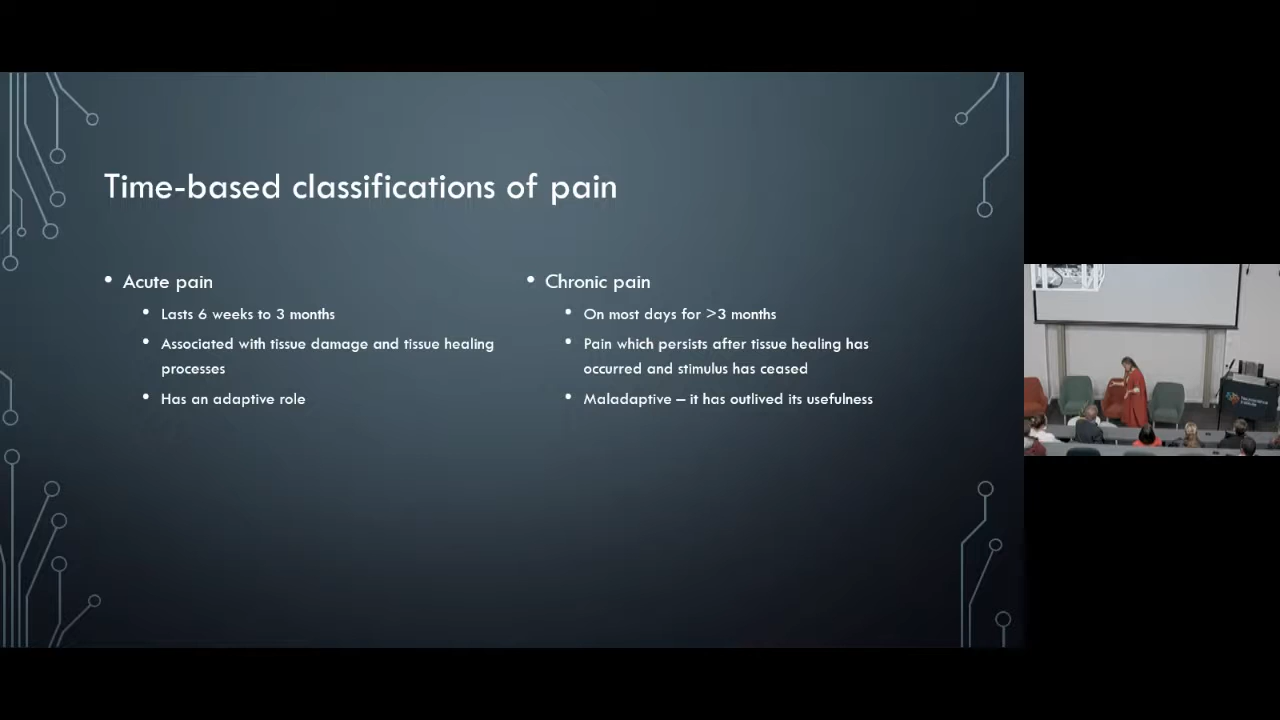 Time-based classifications of pain
• Acute pain
• Lasts 6 weeks to 3 months
• Associated with tissue damage and tissue healing
processes
• Has an adaptive role
• Chronic pain
• On most days for >3 months
• Pain which persists after tissue healing has
occurred and stimulus has ceased
• Maladaptive – it has outlived its usefulness